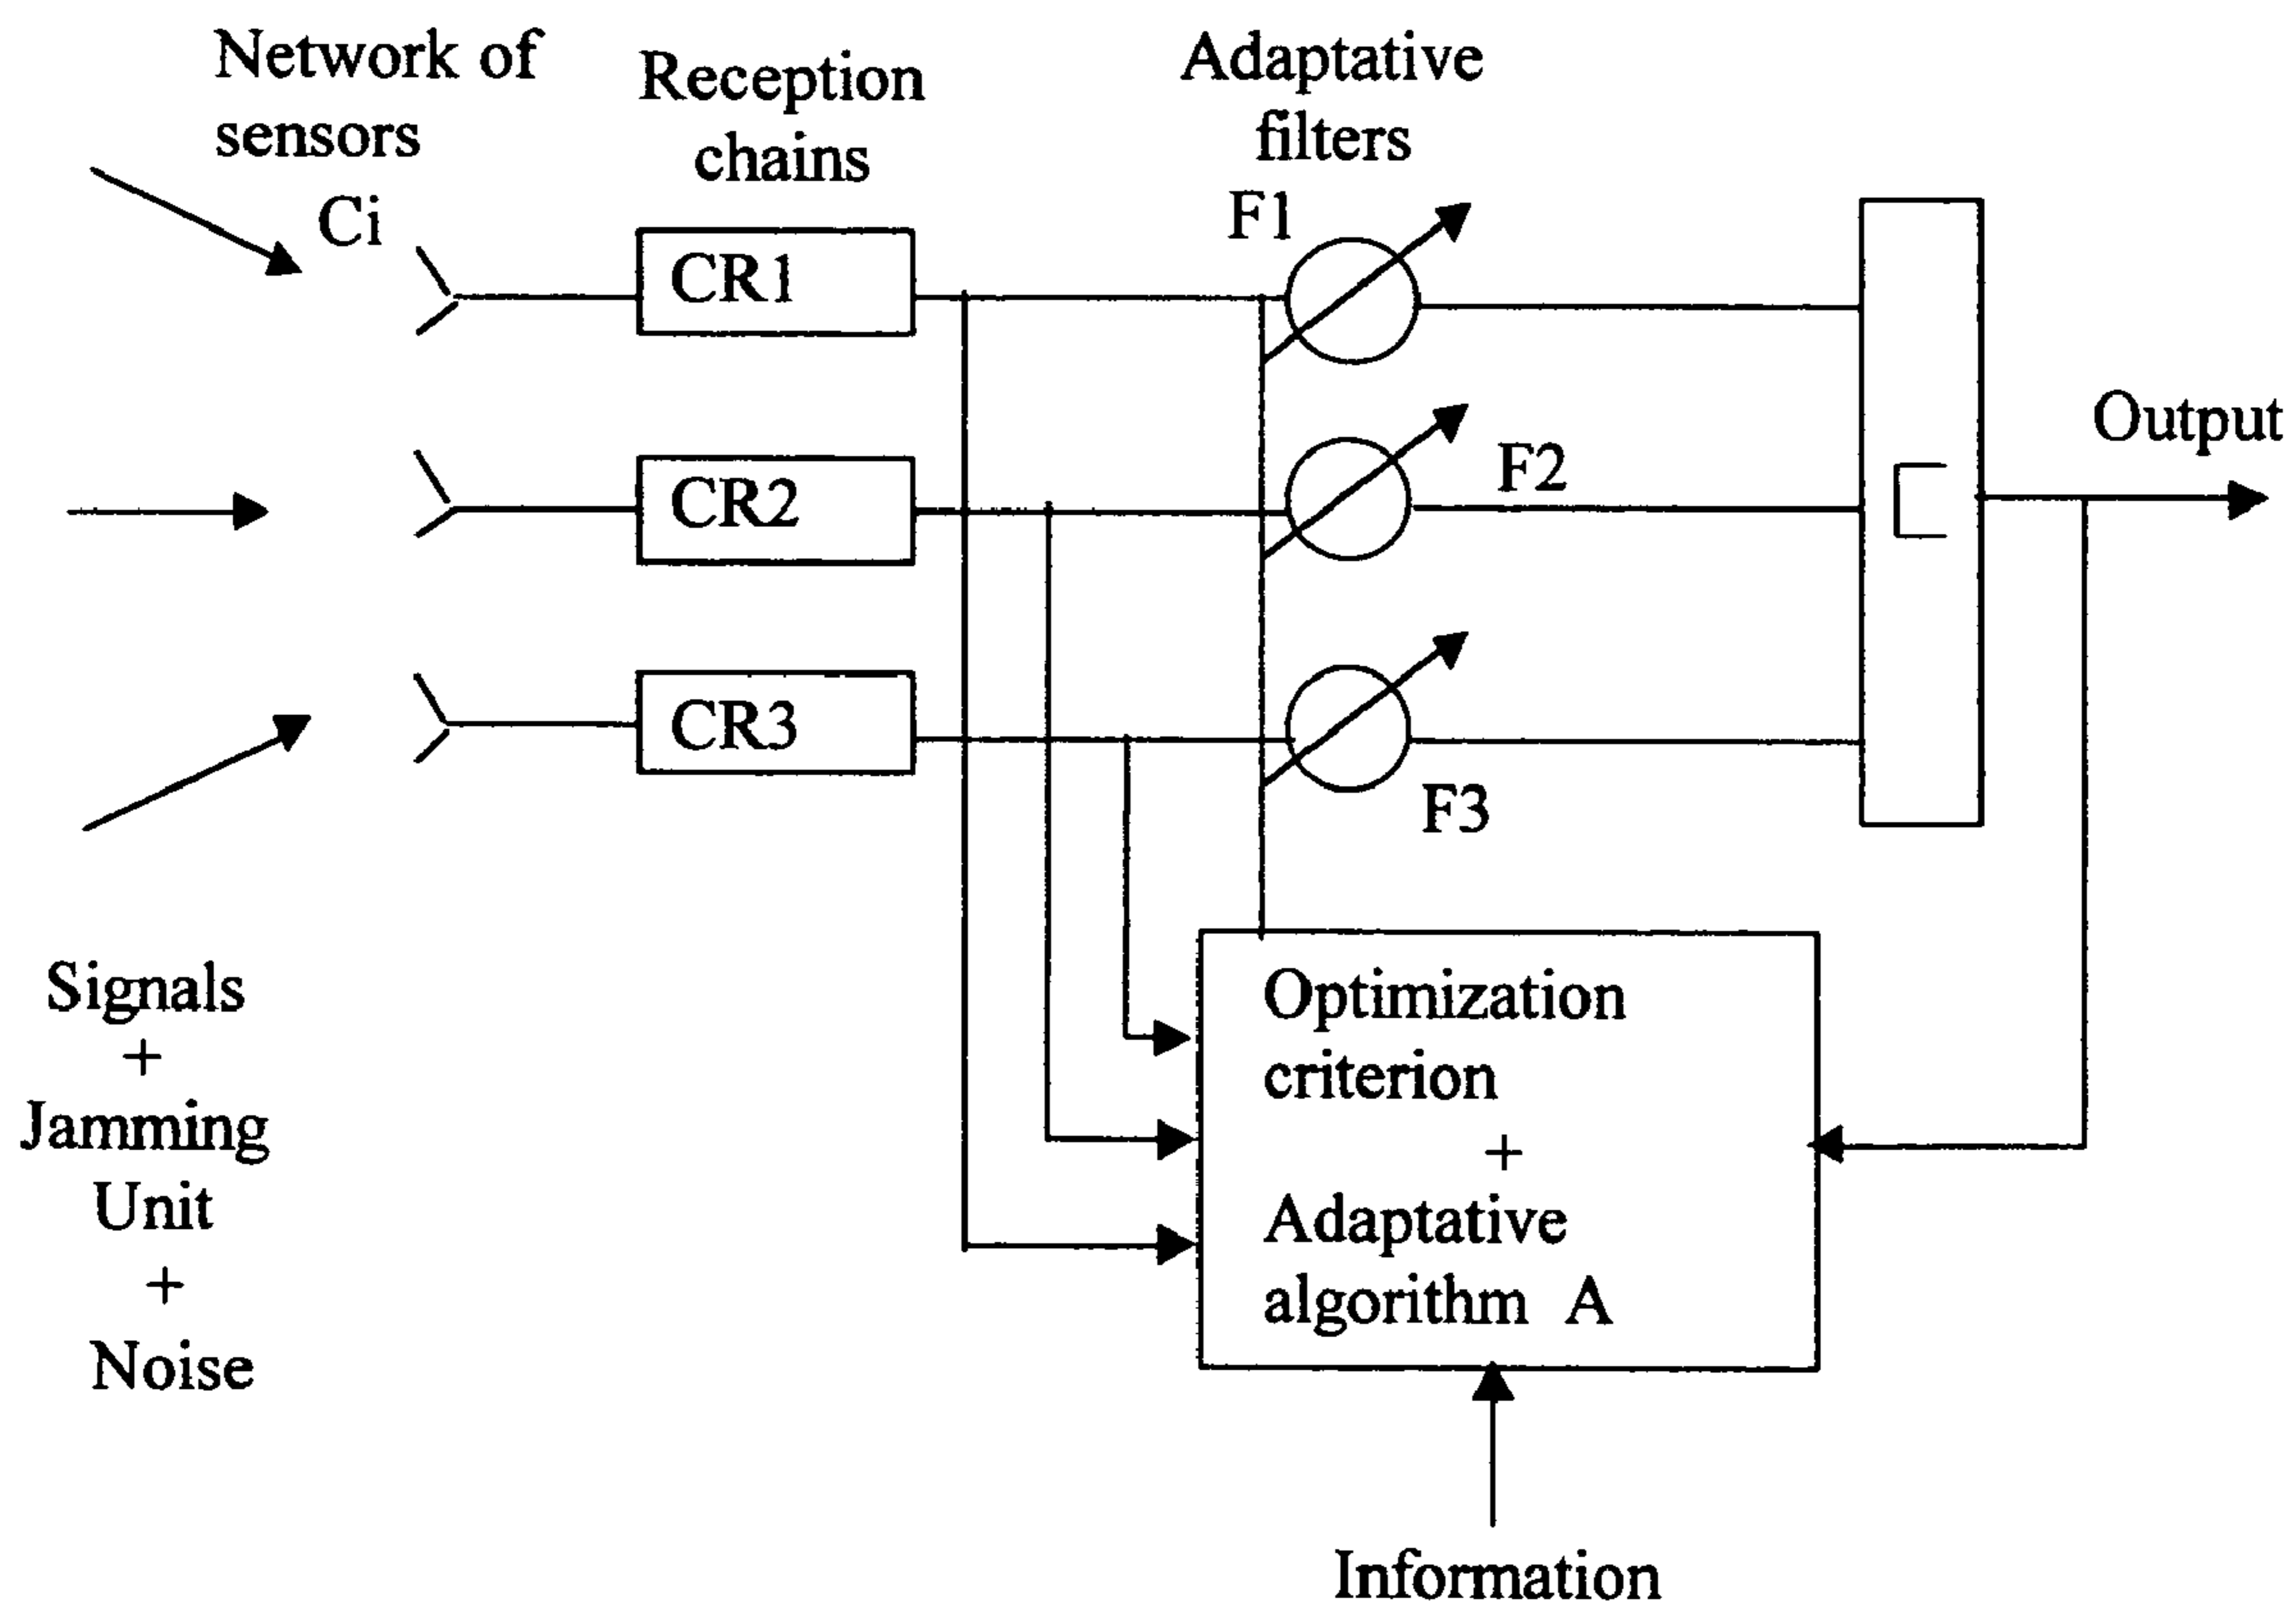 Network of
sensors
Ci
Reception
chains
Adaptative
filters
F1
CR1
CR2
F2
Output
CR3
F3
Signals
+
Jamming
Unit
+
Noise
Optimization
criterion
+
Adaptative
algorithm A
Information